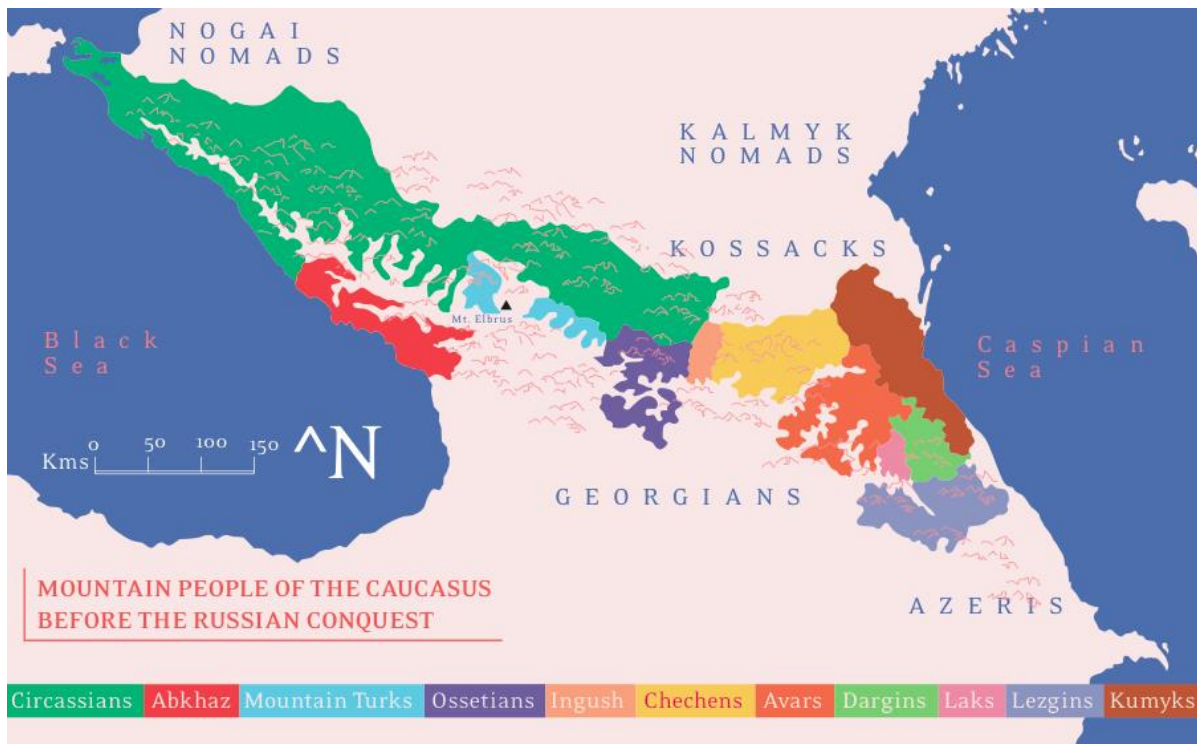 NOGAI
NOMADS
KALMYK
NOMADS
KOSSACKS
Mt. Elbrus
Black
Sea
Caspian
Sea
0 50 100 150
Kms
^N
GEORGIANS
MOUNTAIN PEOPLE OF THE CAUCASUS
BEFORE THE RUSSIAN CONQUEST
AZERIS
Circassians Abkhaz Mountain Turks Ossetians Ingush Chechens Avars Dargins Laks Lezgins Kumyks